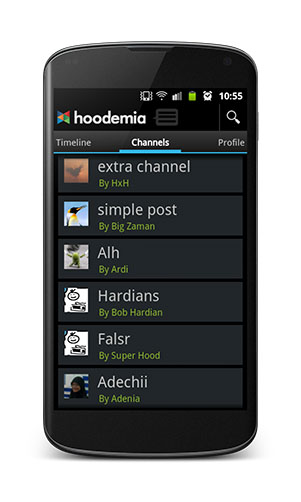 10:55
hoodemia
Timeline Channels Profile
extra channel
By HxH
simple post
By Big Zaman
Alh
By Ardi
Hardians
By Bob Hardian
Falsr
By Super Hood
Adechii
By Adenia